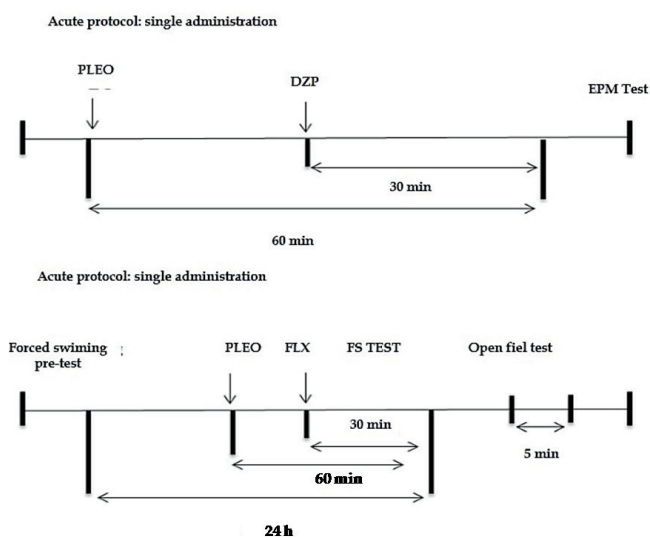 Acute protocol: single administration
PLEO
DZP
EPM Test
30 min
60 min
Acute protocol: single administration
Forced swiming :
pre-test
PLEO FLX FS TEST Open fiel test
30 min
5 min
60 min
24 h